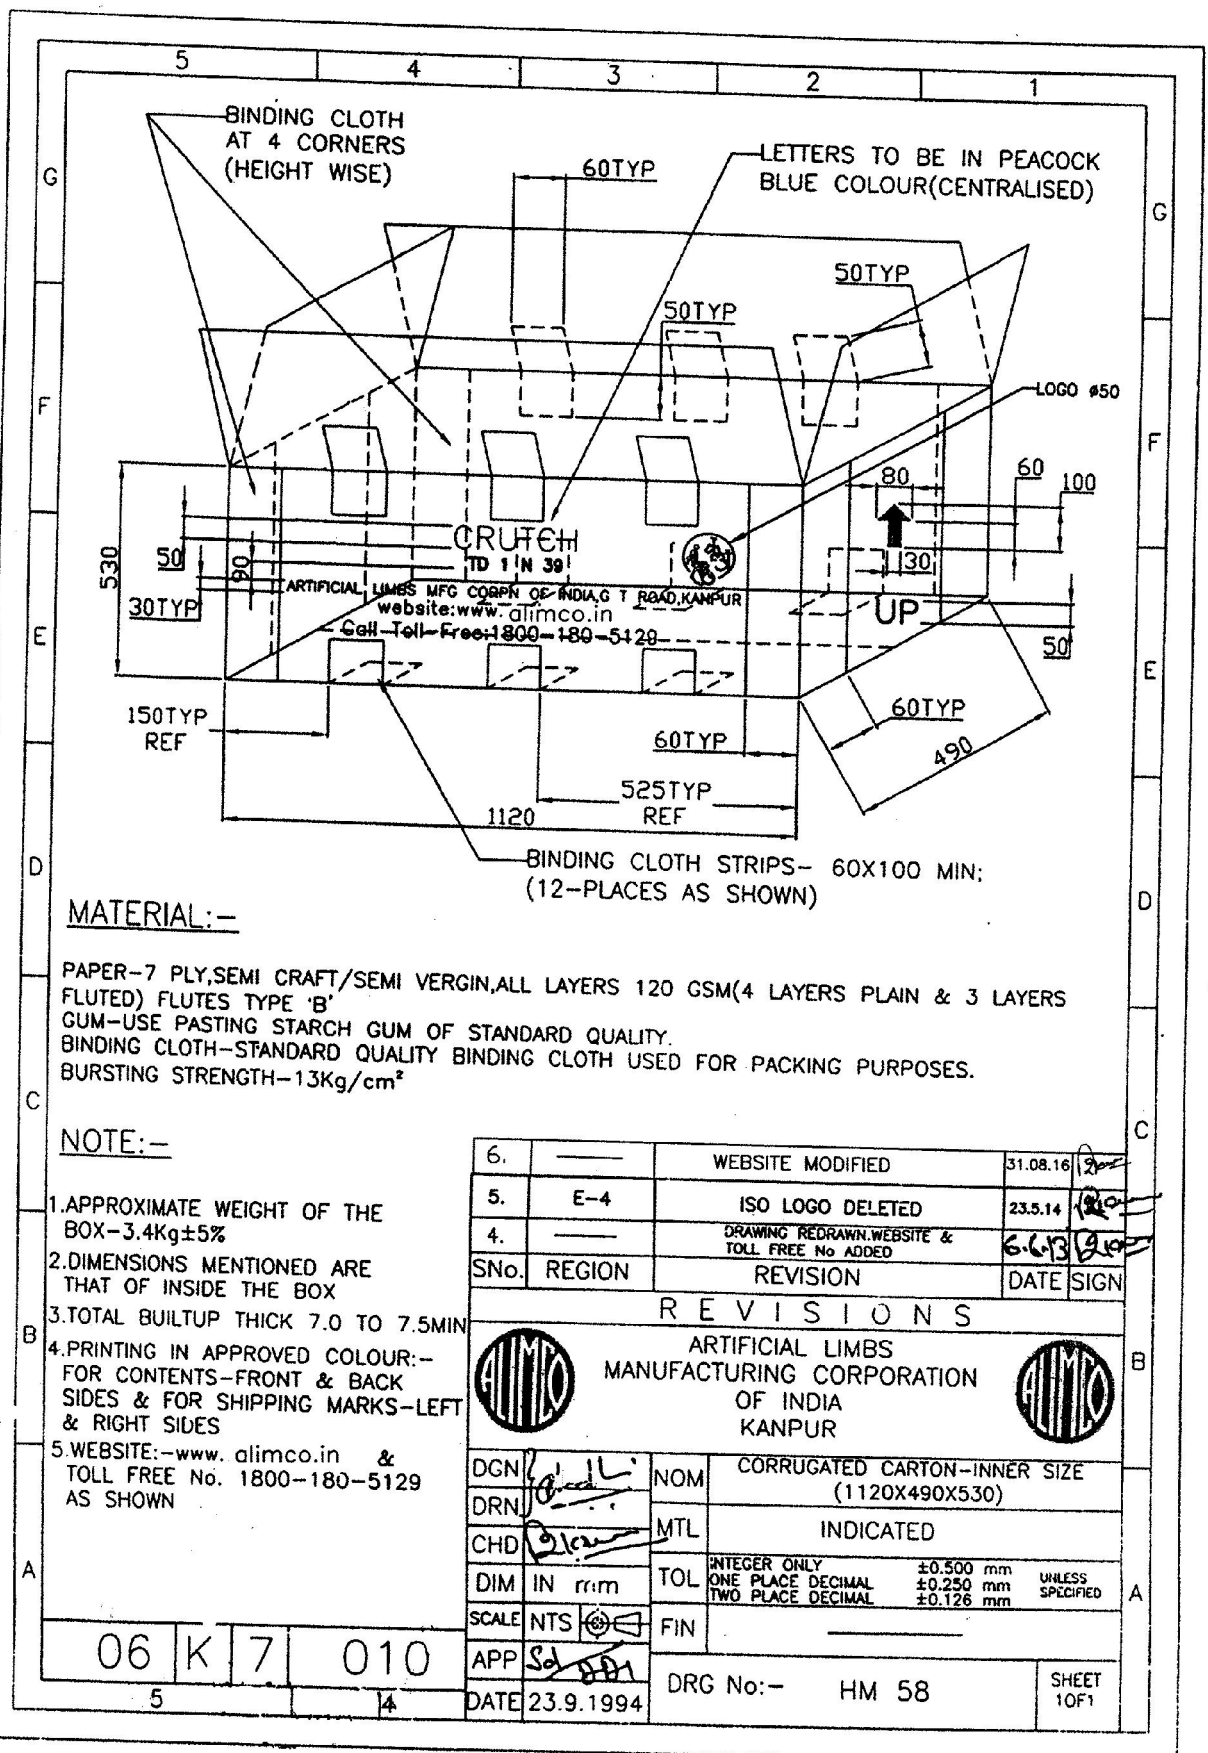 5 4 3 2 1
BINDING CLOTH
AT 4 CORNERS
(HEIGHT WISE)
60TYP
LETTERS TO BE IN PEACOCK
BLUE COLOUR(CENTRALISED)
G
G
50TYP
50TYP
LOGO ø50
F
F
80
60
100
530
50
90
30TYP
CRUTCH
TD 1 N 39
ARTIFICIAL LIMBS MFG CORPN OF INDIA,G T ROAD,KANPUR
website:www. alimco.in
Call Toll-Free:1800-180-5129
30
UP
50
E
E
150TYP
REF
60TYP
60TYP
490
525TYP
REF
1120
BINDING CLOTH STRIPS- 60X100 MIN:
(12-PLACES AS SHOWN)
D
D
MATERIAL:-
PAPER-7 PLY,SEMI CRAFT/SEMI VERGIN,ALL LAYERS 120 GSM(4 LAYERS PLAIN & 3 LAYERS
FLUTED) FLUTES TYPE 'B'
GUM-USE PASTING STARCH GUM OF STANDARD QUALITY.
BINDING CLOTH-STANDARD QUALITY BINDING CLOTH USED FOR PACKING PURPOSES.
BURSTING STRENGTH-13Kg/cm²
C
C
NOTE:-
1.APPROXIMATE WEIGHT OF THE
BOX-3.4Kg±5%
2.DIMENSIONS MENTIONED ARE
THAT OF INSIDE THE BOX
3.TOTAL BUILTUP THICK 7.0 TO 7.5MIN
4.PRINTING IN APPROVED COLOUR:-
FOR CONTENTS-FRONT & BACK
SIDES & FOR SHIPPING MARKS-LEFT
& RIGHT SIDES
5.WEBSITE:-www. alimco.in &
TOLL FREE No. 1800-180-5129
AS SHOWN
B
B
6. WEBSITE MODIFIED 31.08.16
5. E-4 ISO LOGO DELETED 23.5.14
4. DRAWING REDRAWN.WEBSITE &
TOLL FREE No ADDED 6.6.13
SNo. REGION REVISION DATE SIGN
REVISIONS
ALIMCO
ARTIFICIAL LIMBS
MANUFACTURING CORPORATION
OF INDIA
KANPUR
ALIMCO
DGN
DRN
CHD
DIM IN mm
SCALE NTS
APP Sd
DATE 23.9.1994
NOM CORRUGATED CARTON-INNER SIZE
(1120X490X530)
MTL INDICATED
TOL INTEGER ONLY ±0.500 mm
ONE PLACE DECIMAL ±0.250 mm
TWO PLACE DECIMAL ±0.126 mm
UNLESS
SPECIFIED
FIN
DRG No:- HM 58
SHEET
1OF1
A
A
06 K 7 010
5 4